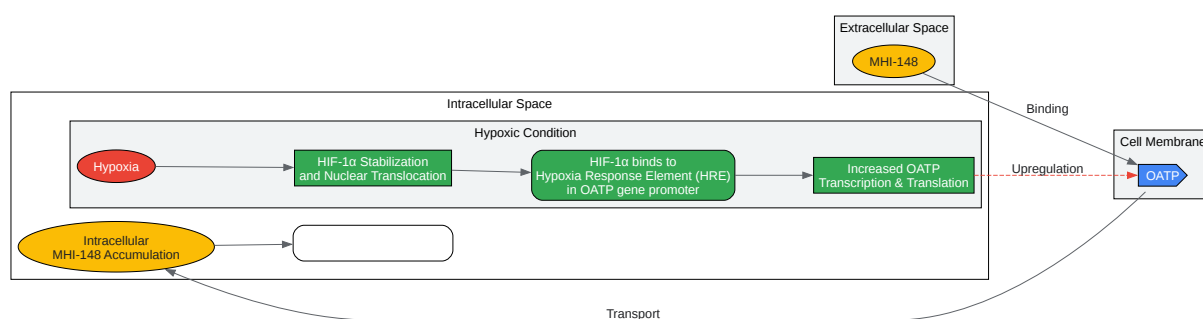 Extracellular Space
MHI-148
Intracellular Space
Binding
Hypoxic Condition
Cell Membrane
Hypoxia
HIF-1α Stabilization
and Nuclear Translocation
HIF-1α binds to
Hypoxia Response Element (HRE)
in OATP gene promoter
Increased OATP
Transcription & Translation
Upregulation
OATP
Intracellular
MHI-148 Accumulation
Transport